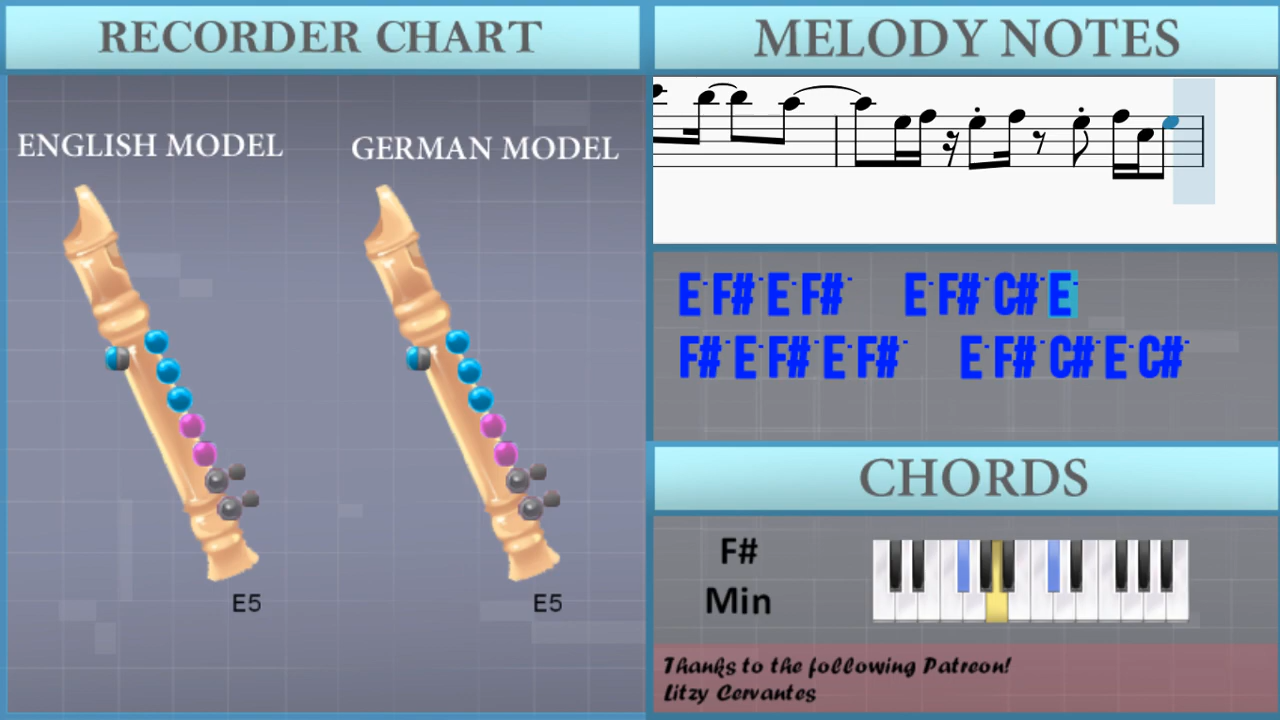 RECORDER CHART
ENGLISH MODEL
GERMAN MODEL
E5
E5
MELODY NOTES
E˙F#˙E˙F#˙ E˙F#˙C#˙E˙
F#˙E˙F#˙E˙F#˙ E˙F#˙C#˙E˙C#˙
CHORDS
F#
Min
Thanks to the following Patreon!
Litzy Cervantes